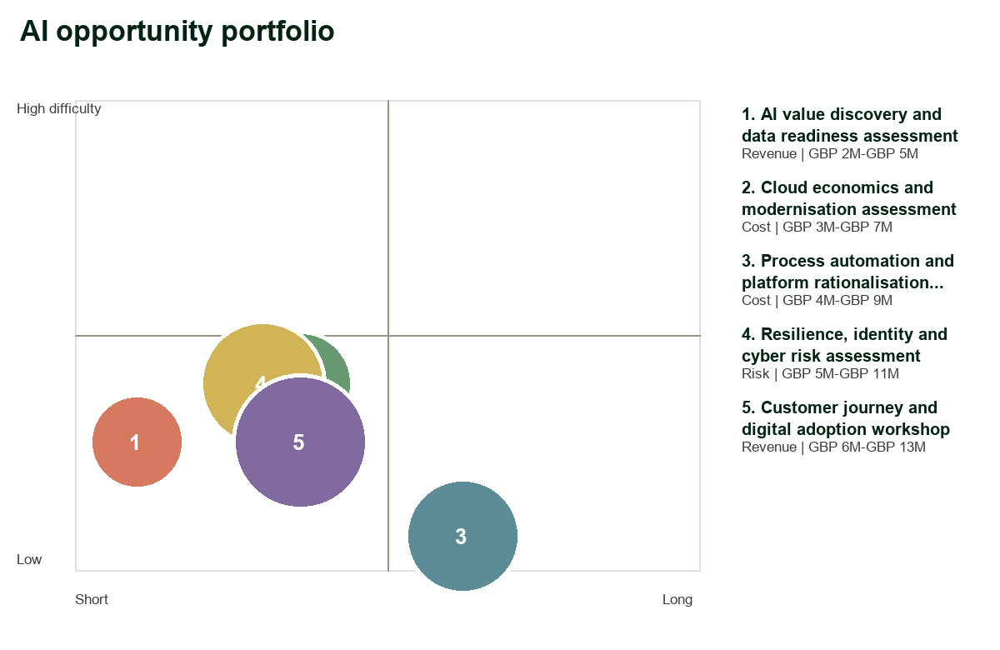 AI opportunity portfolio
High difficulty
1. AI value discovery and
data readiness assessment
Revenue | GBP 2M-GBP 5M
2. Cloud economics and
modernisation assessment
Cost | GBP 3M-GBP 7M
3. Process automation and
platform rationalisation...
Cost | GBP 4M-GBP 9M
4. Resilience, identity and
cyber risk assessment
Risk | GBP 5M-GBP 11M
5. Customer journey and
digital adoption workshop
Revenue | GBP 6M-GBP 13M
4
1
5
3
Low
Short
Long